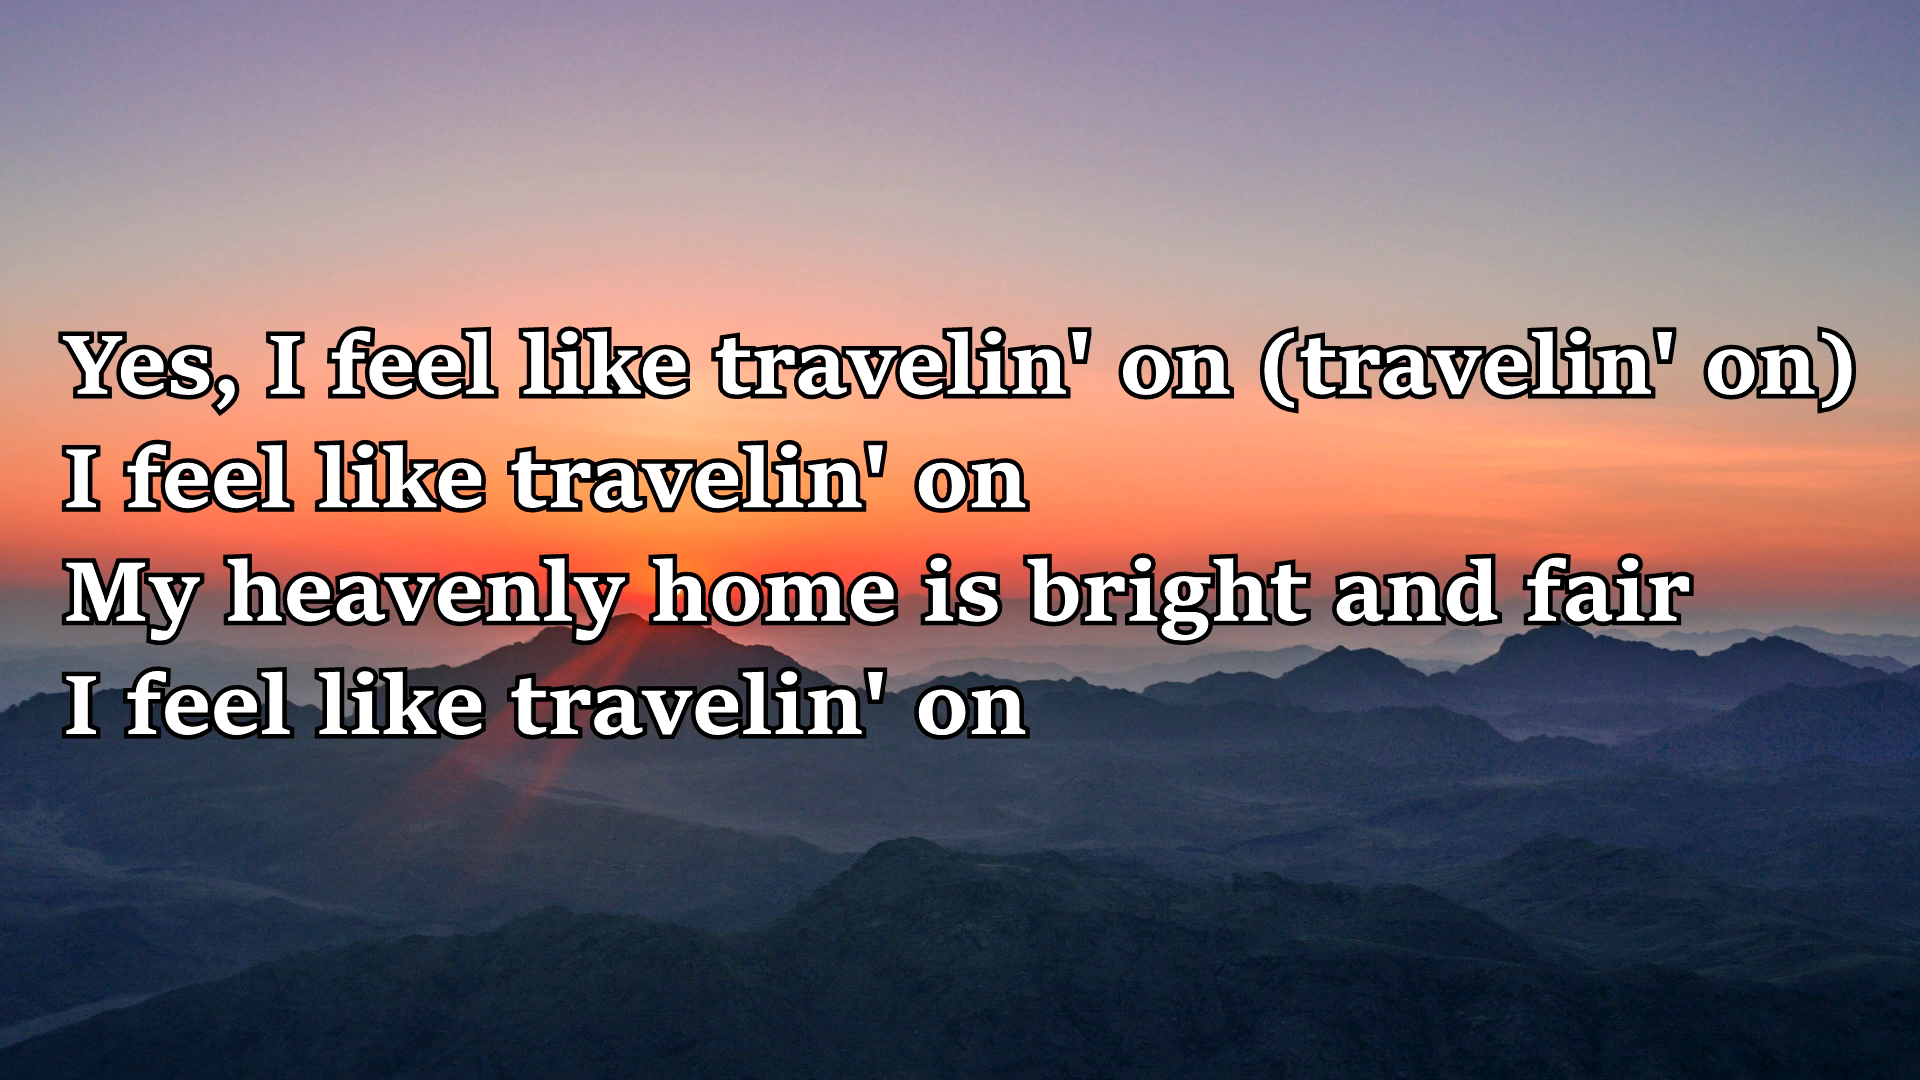 Yes, I feel like travelin' on (travelin' on)
I feel like travelin' on
My heavenly home is bright and fair
I feel like travelin' on